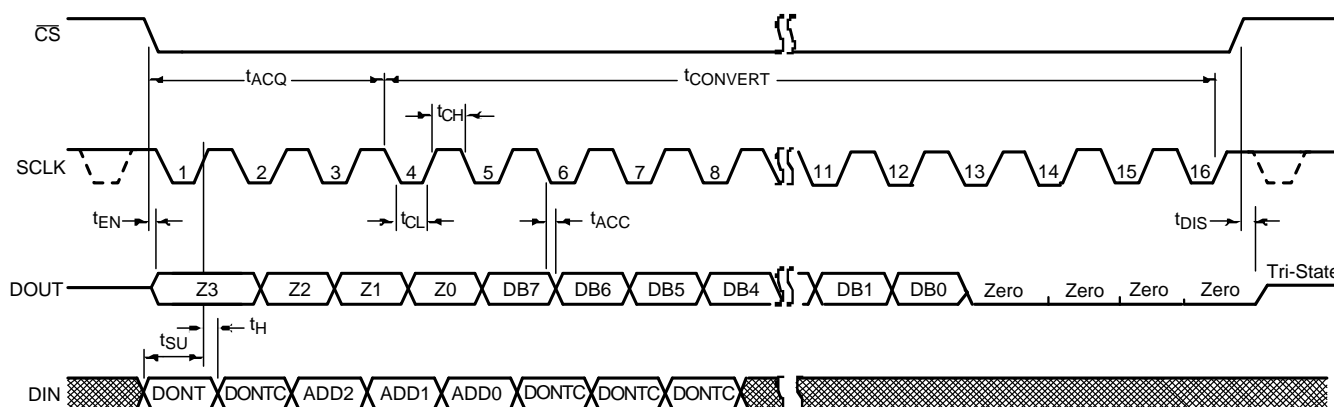 CS
tACQ
tCONVERT
tCH
SCLK
1 2 3 4 5 6 7 8 11 12 13 14 15 16
tEN
tCL
tACC
tDIS
Tri-State
DOUT
Z3 Z2 Z1 Z0 DB7 DB6 DB5 DB4 DB1 DB0 Zero Zero Zero Zero
tSU
tH
DIN
DONT DONTC ADD2 ADD1 ADD0 DONTC DONTC DONTC